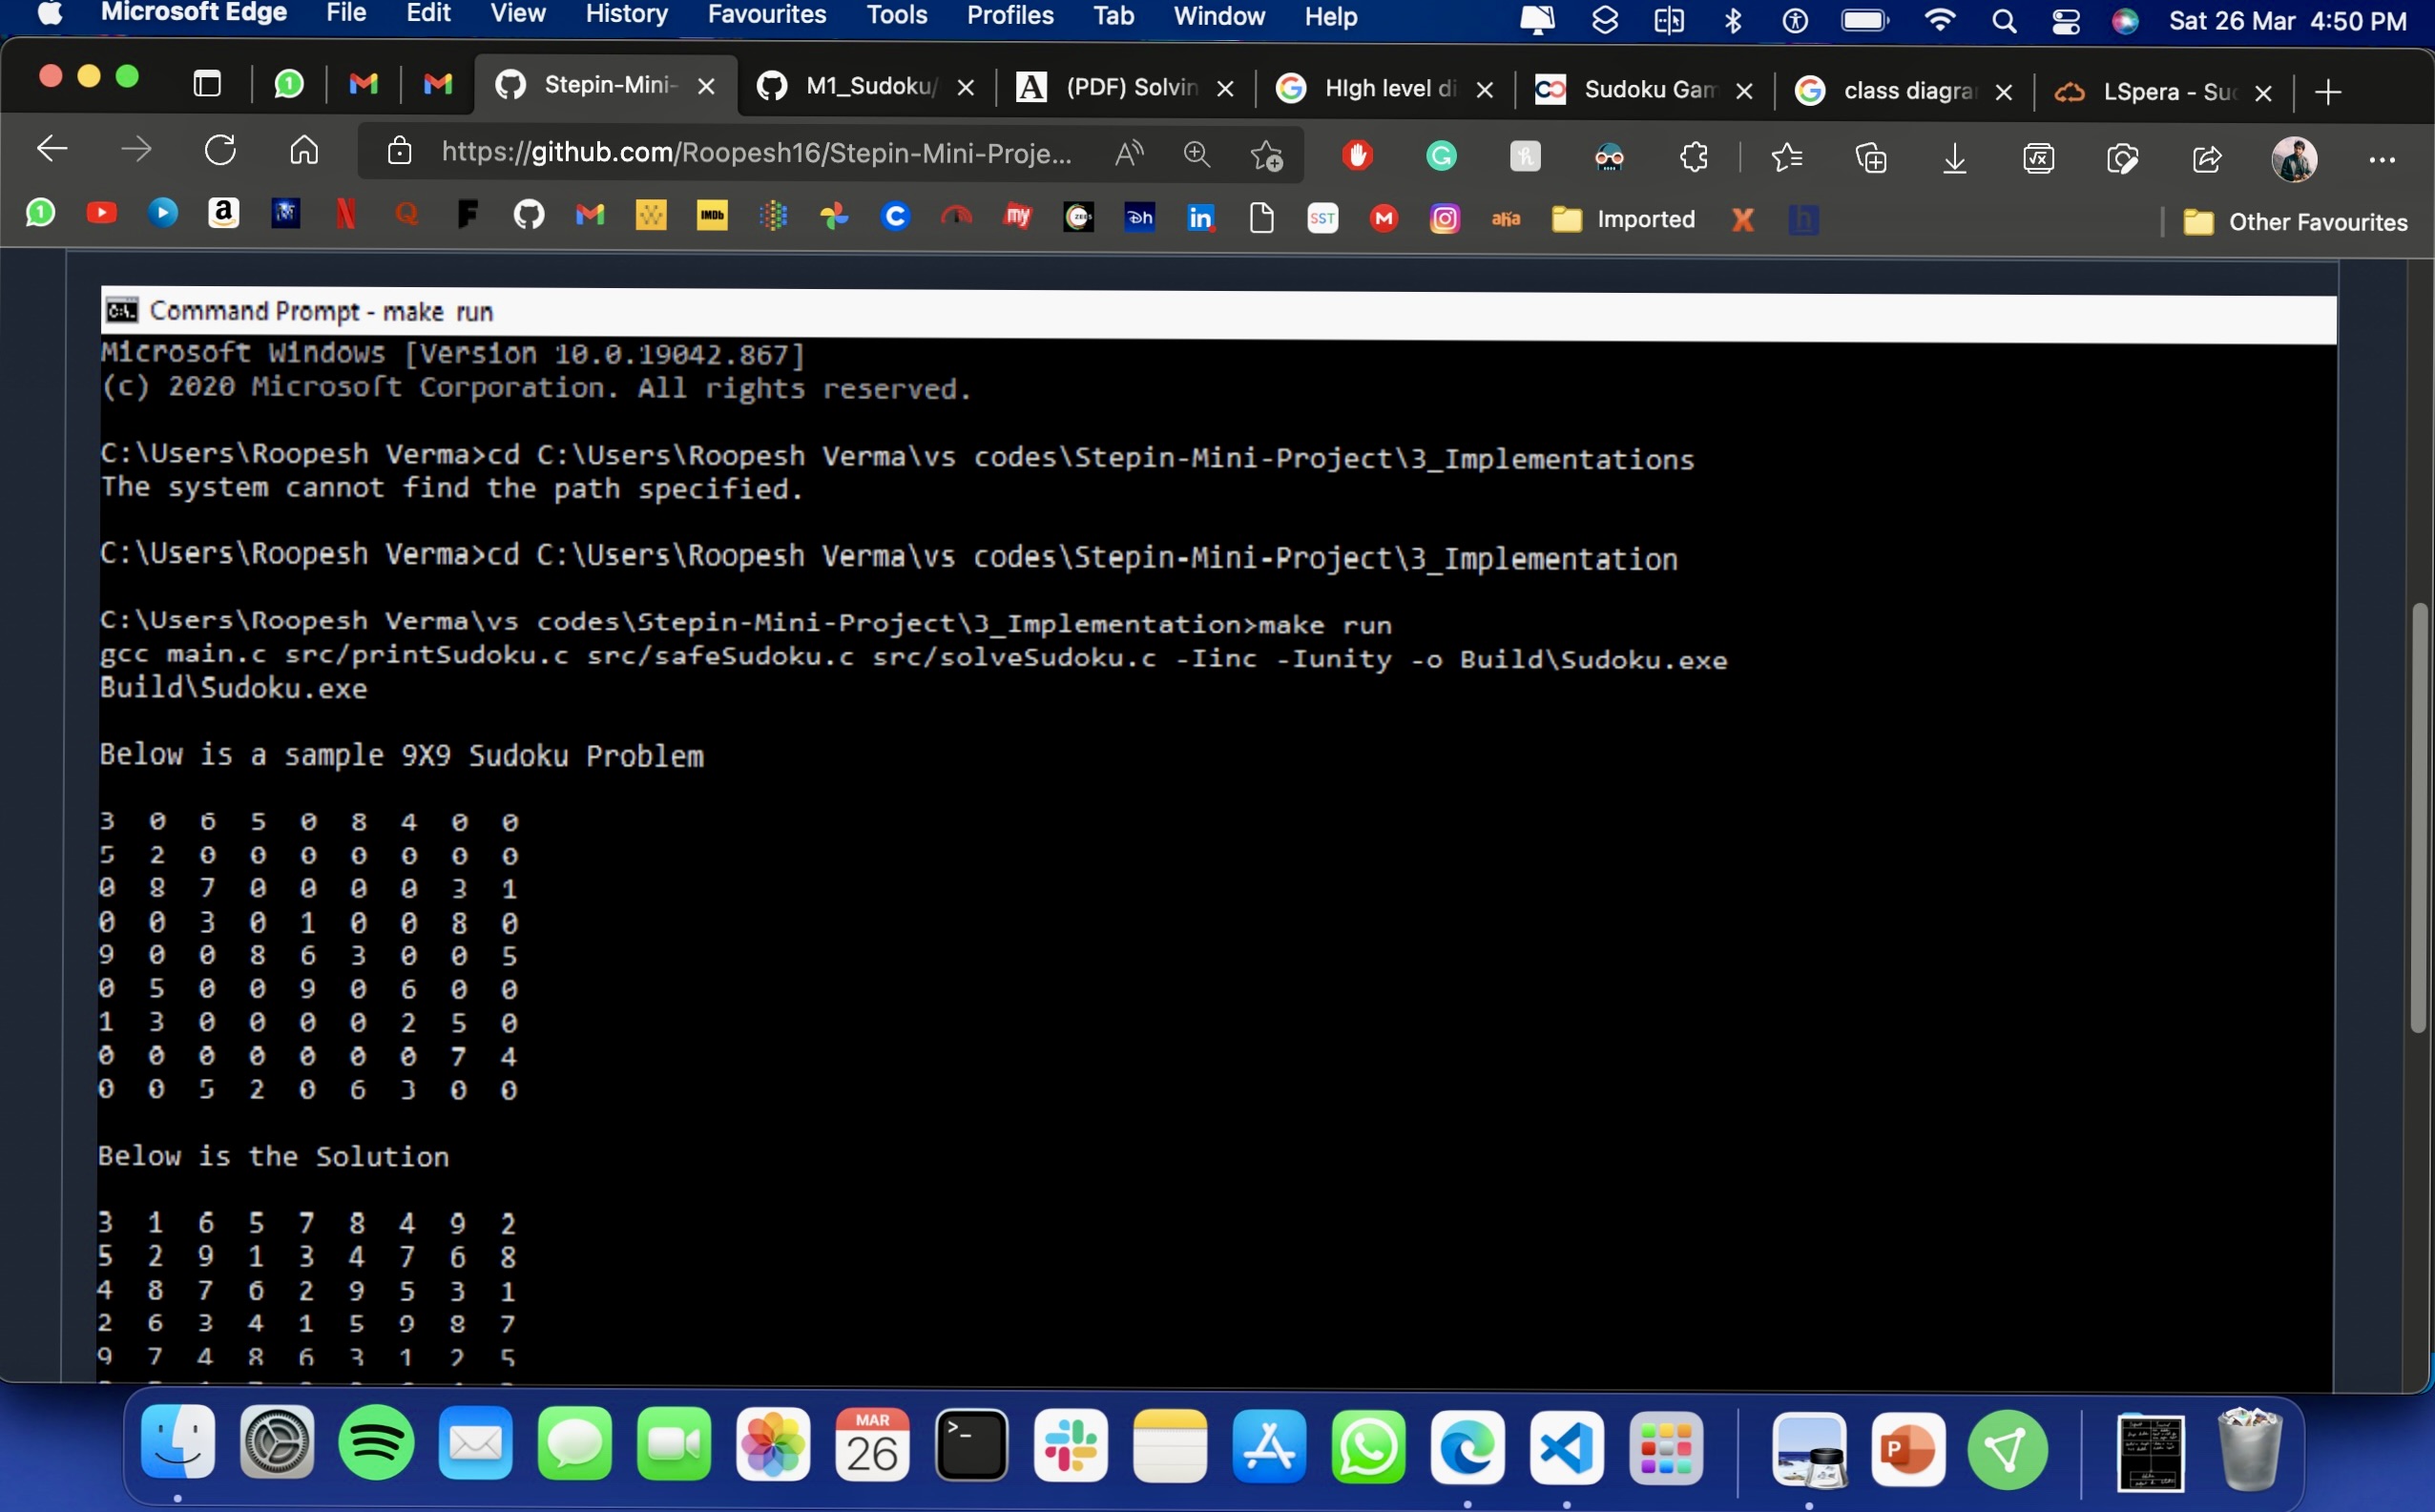 Microsoft Edge File Edit View History Favourites Tools Profiles Tab Window Help Sat 26 Mar 4:50 PM
Stepin-Mini- M1_Sudoku/ (PDF) Solvin HIgh level di Sudoku Gam class diagra LSpera - Sud
https://github.com/Roopesh16/Stepin-Mini-Proje...
IMDb my Dh in SST M aha Imported X h Other Favourites
Command Prompt - make run
Microsoft Windows [Version 10.0.19042.867]
(c) 2020 Microsoft Corporation. All rights reserved.
C:\Users\Roopesh Verma>cd C:\Users\Roopesh Verma\vs codes\Stepin-Mini-Project\3_Implementations
The system cannot find the path specified.
C:\Users\Roopesh Verma>cd C:\Users\Roopesh Verma\vs codes\Stepin-Mini-Project\3_Implementation
C:\Users\Roopesh Verma\vs codes\Stepin-Mini-Project\3_Implementation>make run
gcc main.c src/printSudoku.c src/safeSudoku.c src/solveSudoku.c -Iinc -Iunity -o Build\Sudoku.exe
Build\Sudoku.exe
Below is a sample 9X9 Sudoku Problem
3 0 6 5 0 8 4 0 0
5 2 0 0 0 0 0 0 0
0 8 7 0 0 0 0 3 1
0 0 3 0 1 0 0 8 0
9 0 0 8 6 3 0 0 5
0 5 0 0 9 0 6 0 0
1 3 0 0 0 0 2 5 0
0 0 0 0 0 0 0 7 4
0 0 5 2 0 6 3 0 0
Below is the Solution
3 1 6 5 7 8 4 9 2
5 2 9 1 3 4 7 6 8
4 8 7 6 2 9 5 3 1
2 6 3 4 1 5 9 8 7
9 7 4 8 6 3 1 2 5
MAR
26